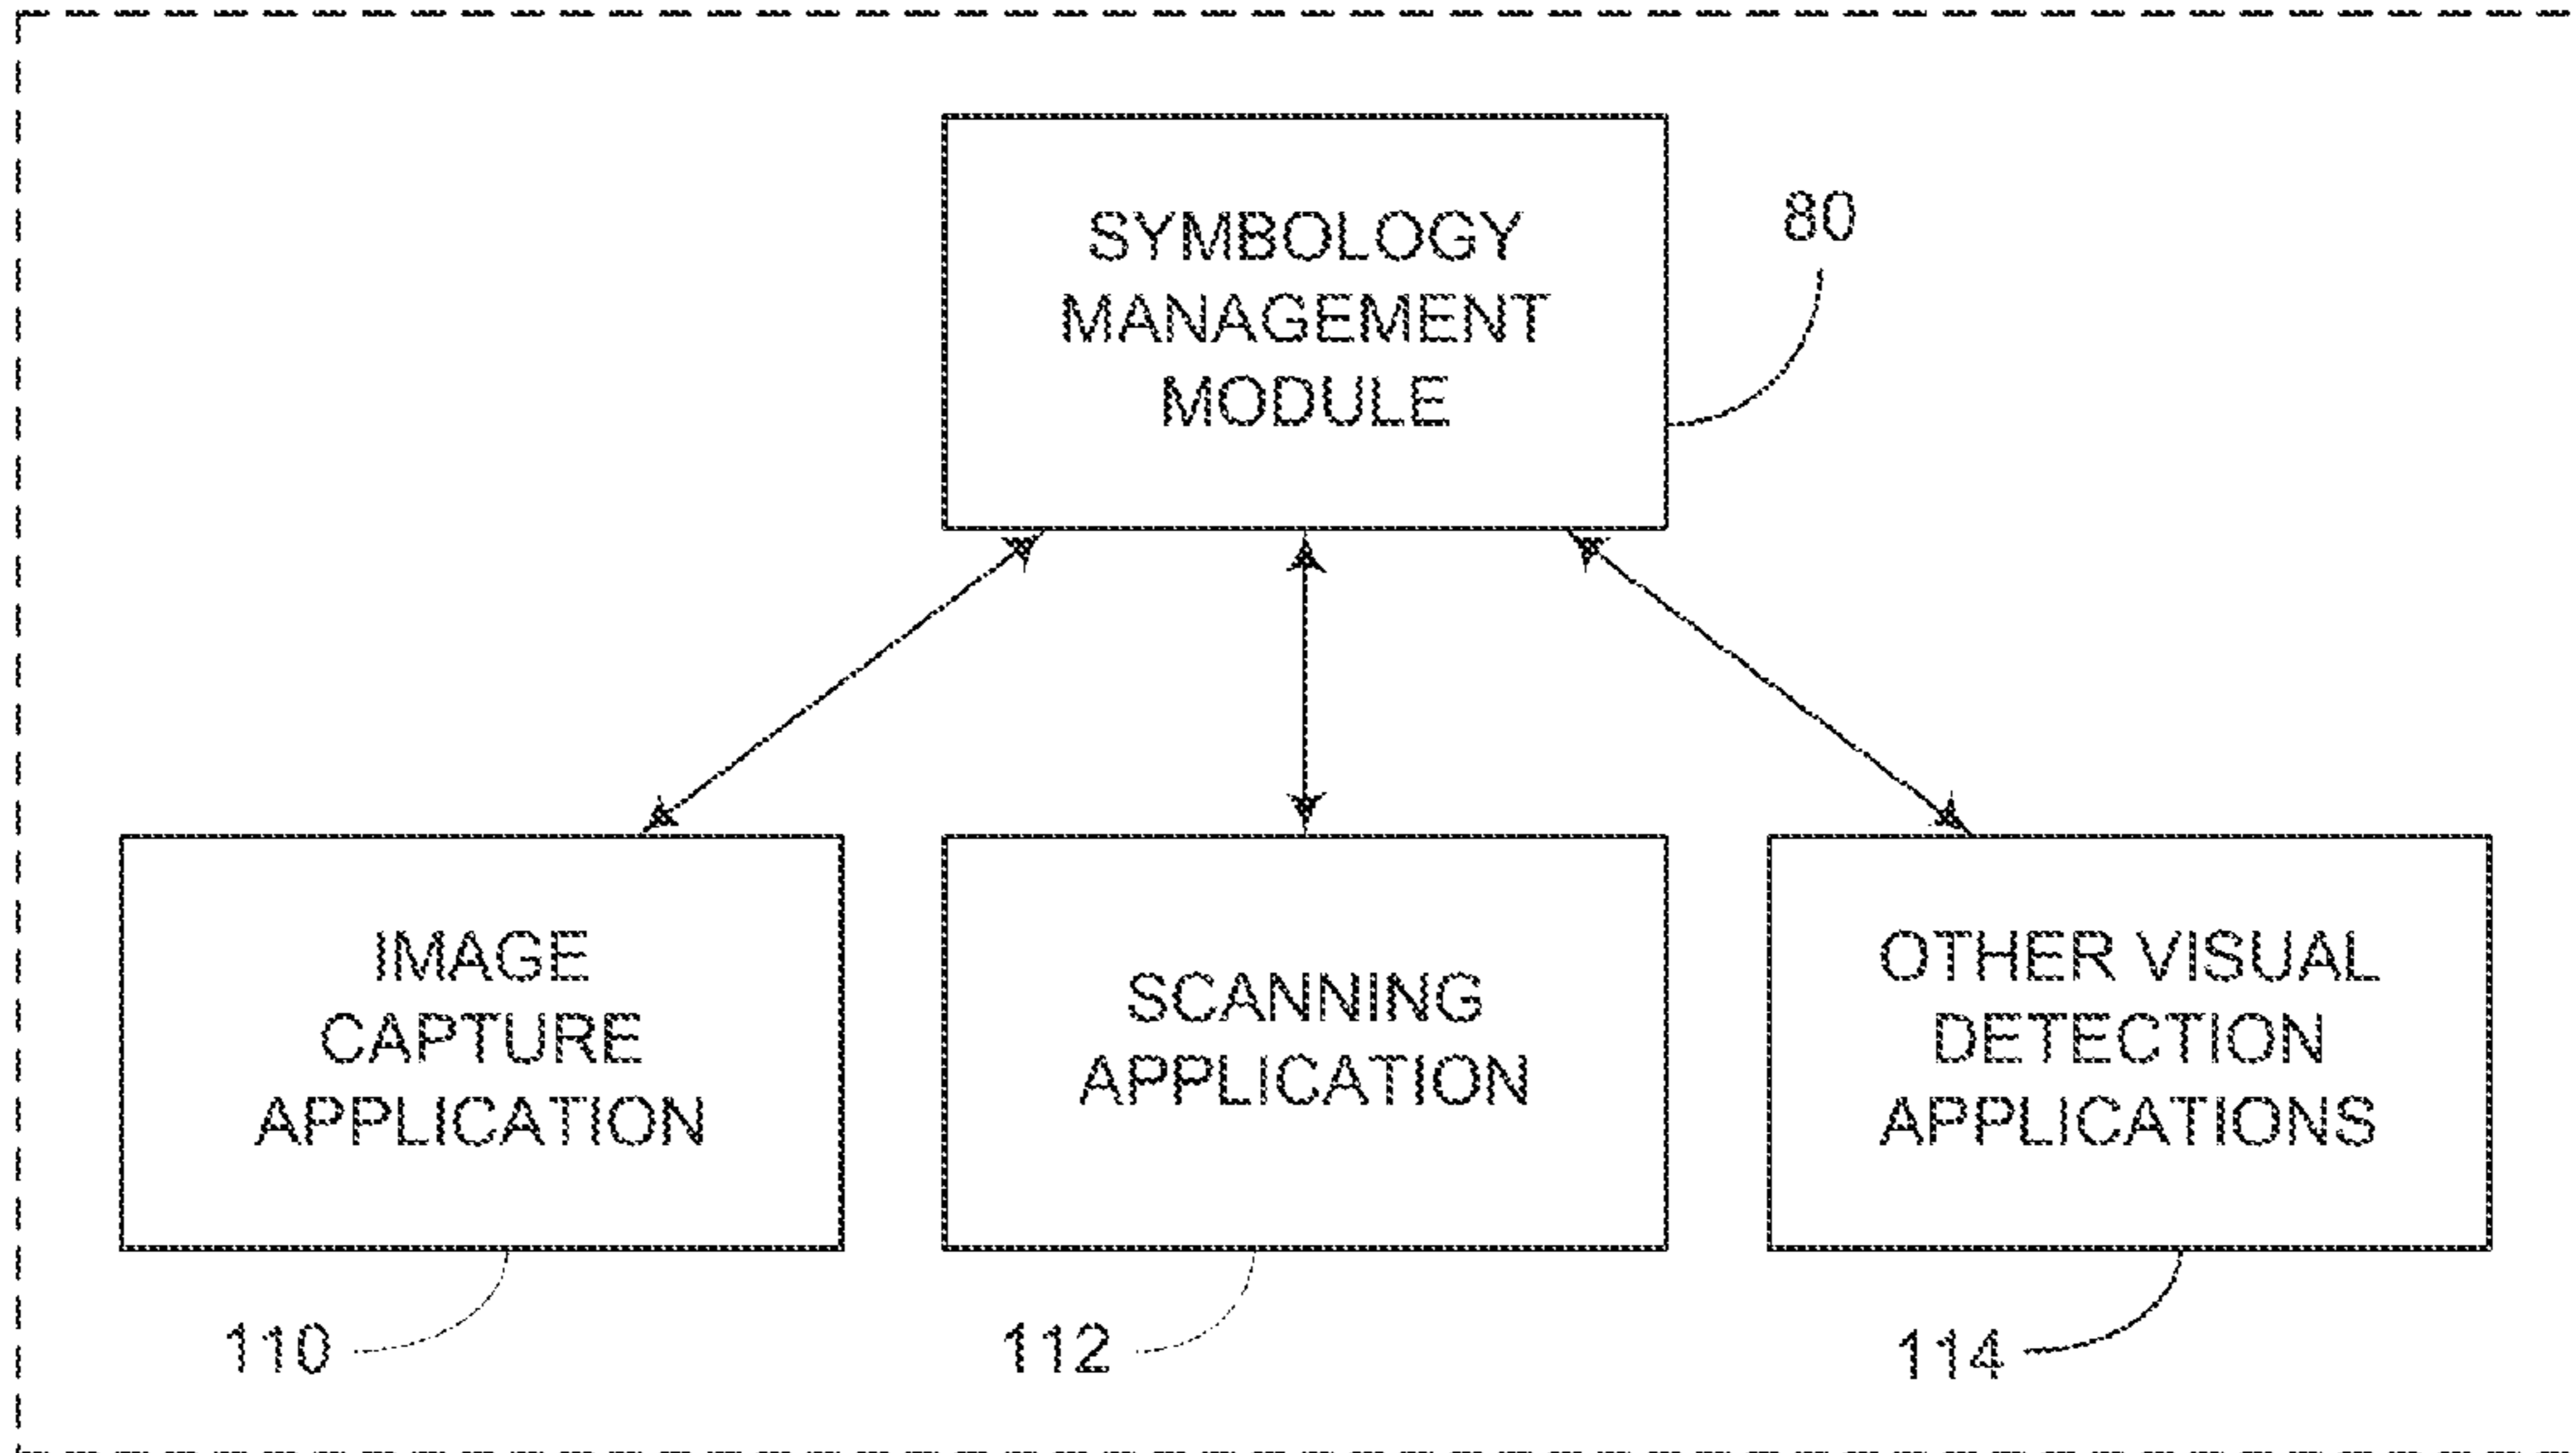 SYMBOLOGY
MANAGEMENT
MODULE
80
IMAGE
CAPTURE
APPLICATION
SCANNING
APPLICATION
OTHER VISUAL
DETECTION
APPLICATIONS
110
112
114